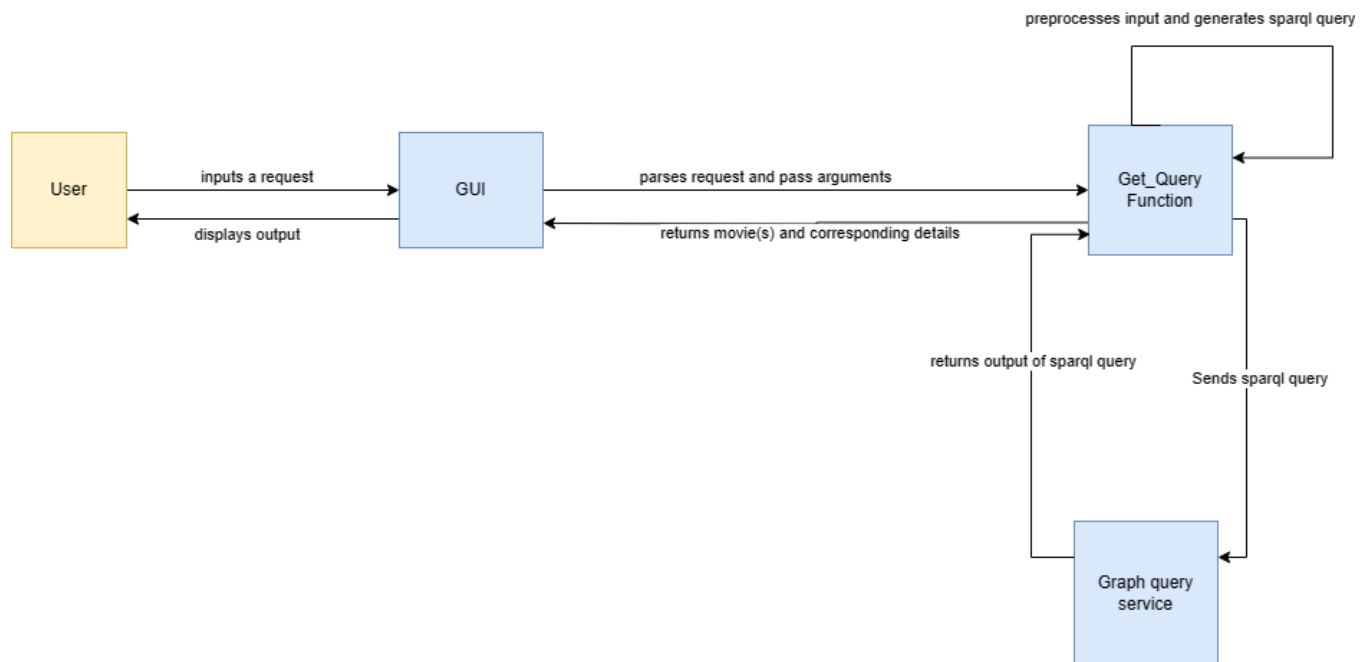 preprocesses input and generates sparql query
User
inputs a request
GUI
parses request and pass arguments
Get_Query
Function
displays output
returns movie(s) and corresponding details
returns output of sparql query
Sends sparql query
Graph query
service